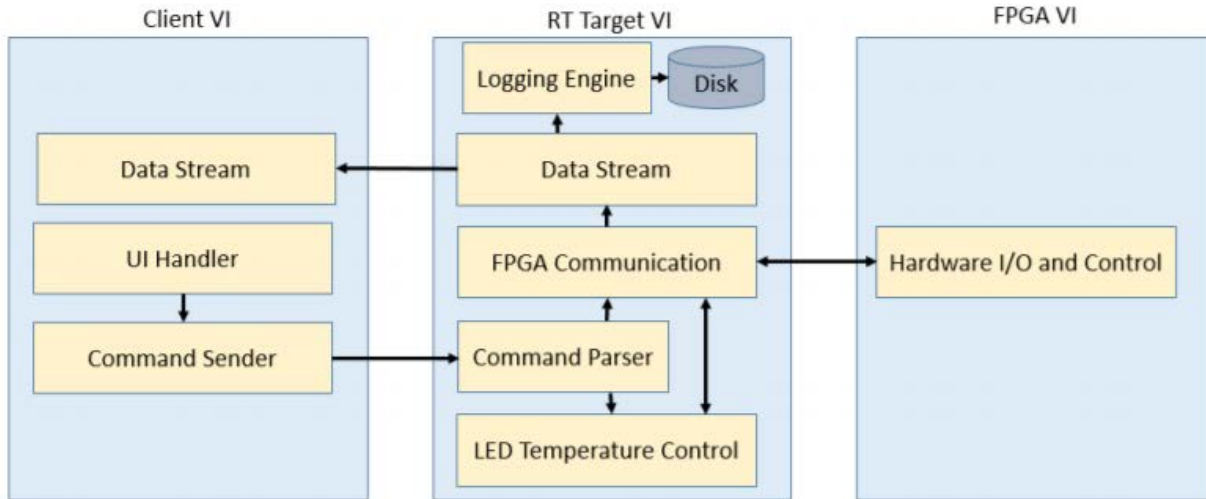 Client VI
RT Target VI
FPGA VI
Logging Engine
Disk
Data Stream
Data Stream
UI Handler
FPGA Communication
Hardware I/O and Control
Command Sender
Command Parser
LED Temperature Control